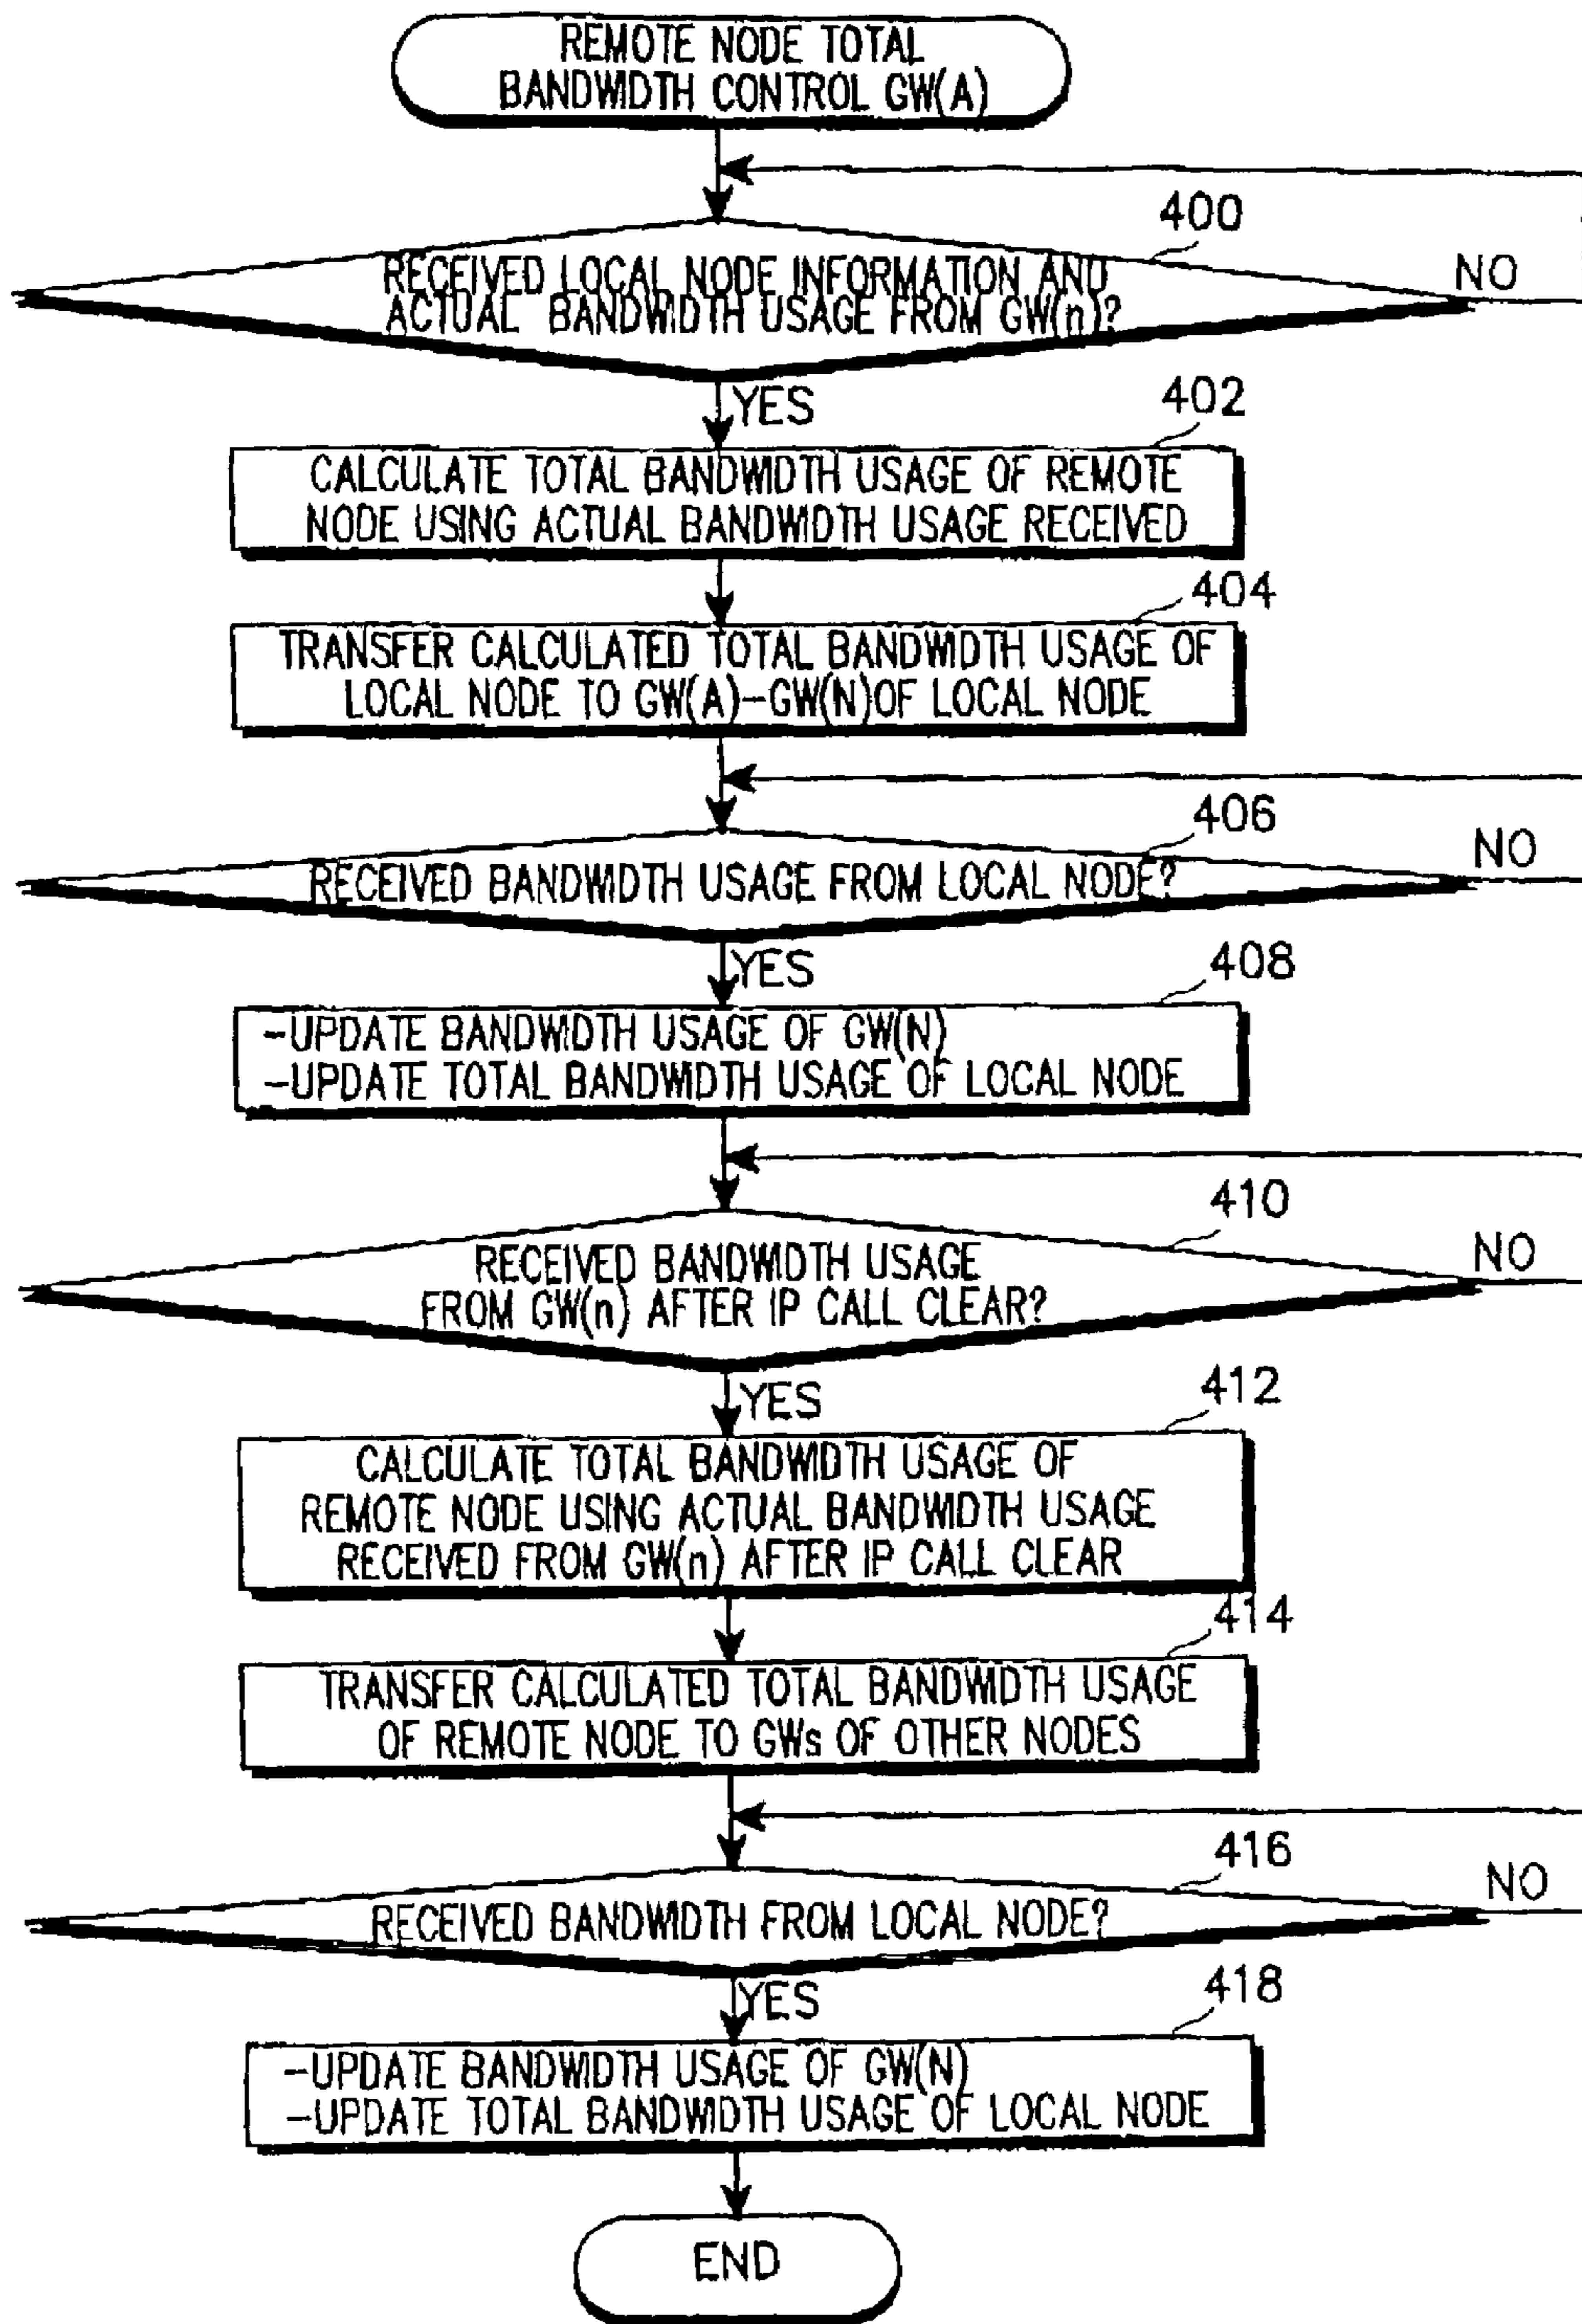 REMOTE NODE TOTAL
BANDWIDTH CONTROL GW(A)
400
RECEIVED LOCAL NODE INFORMATION AND
ACTUAL BANDWIDTH USAGE FROM GW(n)?
NO
YES
402
CALCULATE TOTAL BANDWIDTH USAGE OF REMOTE
NODE USING ACTUAL BANDWIDTH USAGE RECEIVED
404
TRANSFER CALCULATED TOTAL BANDWIDTH USAGE OF
LOCAL NODE TO GW(A)-GW(N)OF LOCAL NODE
406
RECEIVED BANDWIDTH USAGE FROM LOCAL NODE?
NO
YES
408
-UPDATE BANDWIDTH USAGE OF GW(N)
-UPDATE TOTAL BANDWIDTH USAGE OF LOCAL NODE
410
RECEIVED BANDWIDTH USAGE
FROM GW(n) AFTER IP CALL CLEAR?
NO
YES
412
CALCULATE TOTAL BANDWIDTH USAGE OF
REMOTE NODE USING ACTUAL BANDWIDTH USAGE
RECEIVED FROM GW(n) AFTER IP CALL CLEAR
414
TRANSFER CALCULATED TOTAL BANDWIDTH USAGE
OF REMOTE NODE TO GWs OF OTHER NODES
416
RECEIVED BANDWIDTH FROM LOCAL NODE?
NO
YES
418
-UPDATE BANDWIDTH USAGE OF GW(N)
-UPDATE TOTAL BANDWIDTH USAGE OF LOCAL NODE
END